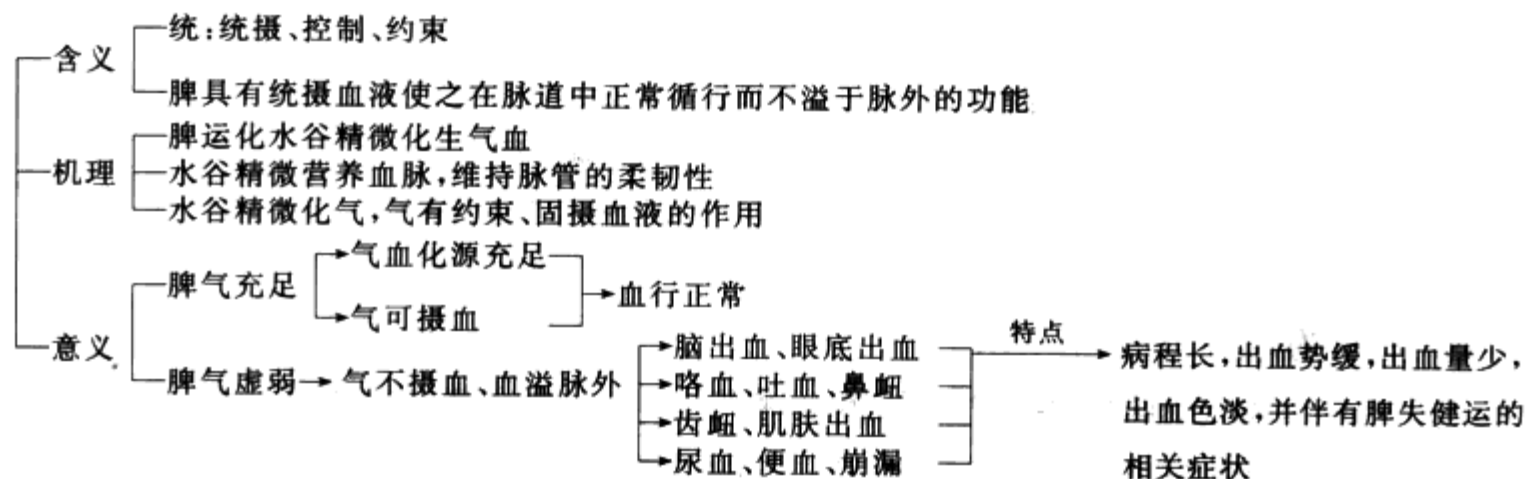 含义
统:统摄、控制、约束
脾具有统摄血液使之在脉道中正常循行而不溢于脉外的功能
机理
脾运化水谷精微化生气血
水谷精微营养血脉,维持脉管的柔韧性
水谷精微化气,气有约束、固摄血液的作用
意义
脾气充足
气血化源充足
气可摄血
血行正常
脾气虚弱
气不摄血、血溢脉外
脑出血、眼底出血
咯血、吐血、鼻衄
齿衄、肌肤出血
尿血、便血、崩漏
特点
病程长,出血势缓,出血量少,
出血色淡,并伴有脾失健运的
相关症状